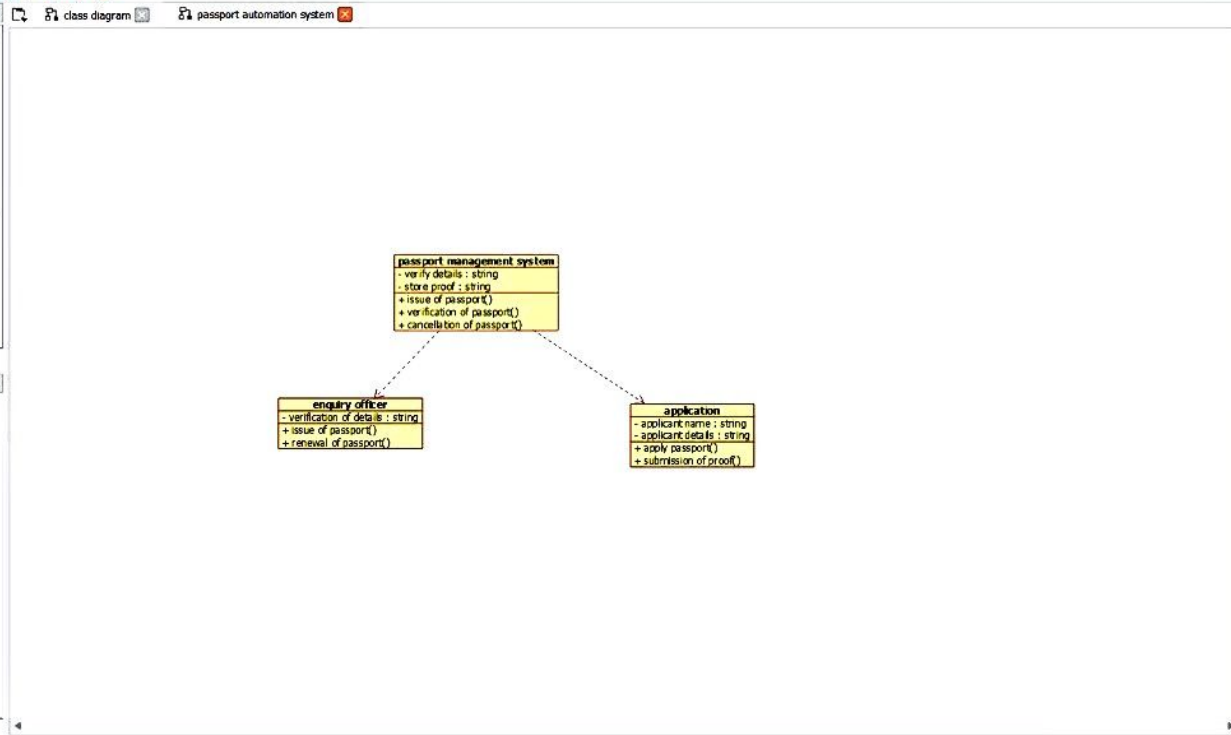 class diagram
passport automation system
passport management system
- verify details : string
- store proof : string
+ issue of passport()
+ verification of passport()
+ cancellation of passport()
enquiry officer
- verification of details : string
+ issue of passport()
+ renewal of passport()
application
- applicant name : string
- applicant details : string
+ apply passport()
+ submission of proof()